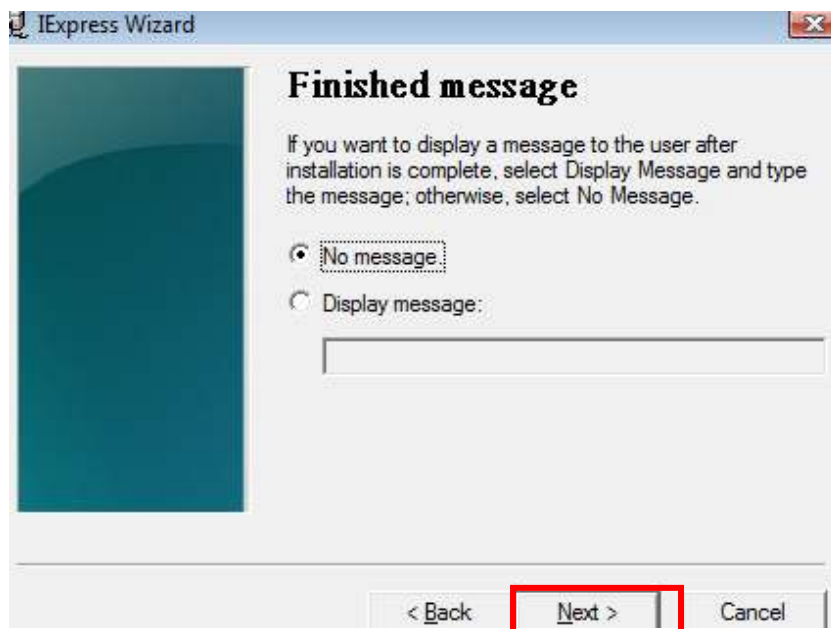 IExpress Wizard
Finished message
If you want to display a message to the user after
installation is complete, select Display Message and type
the message; otherwise, select No Message.
No message.
Display message:
< Back
Next >
Cancel